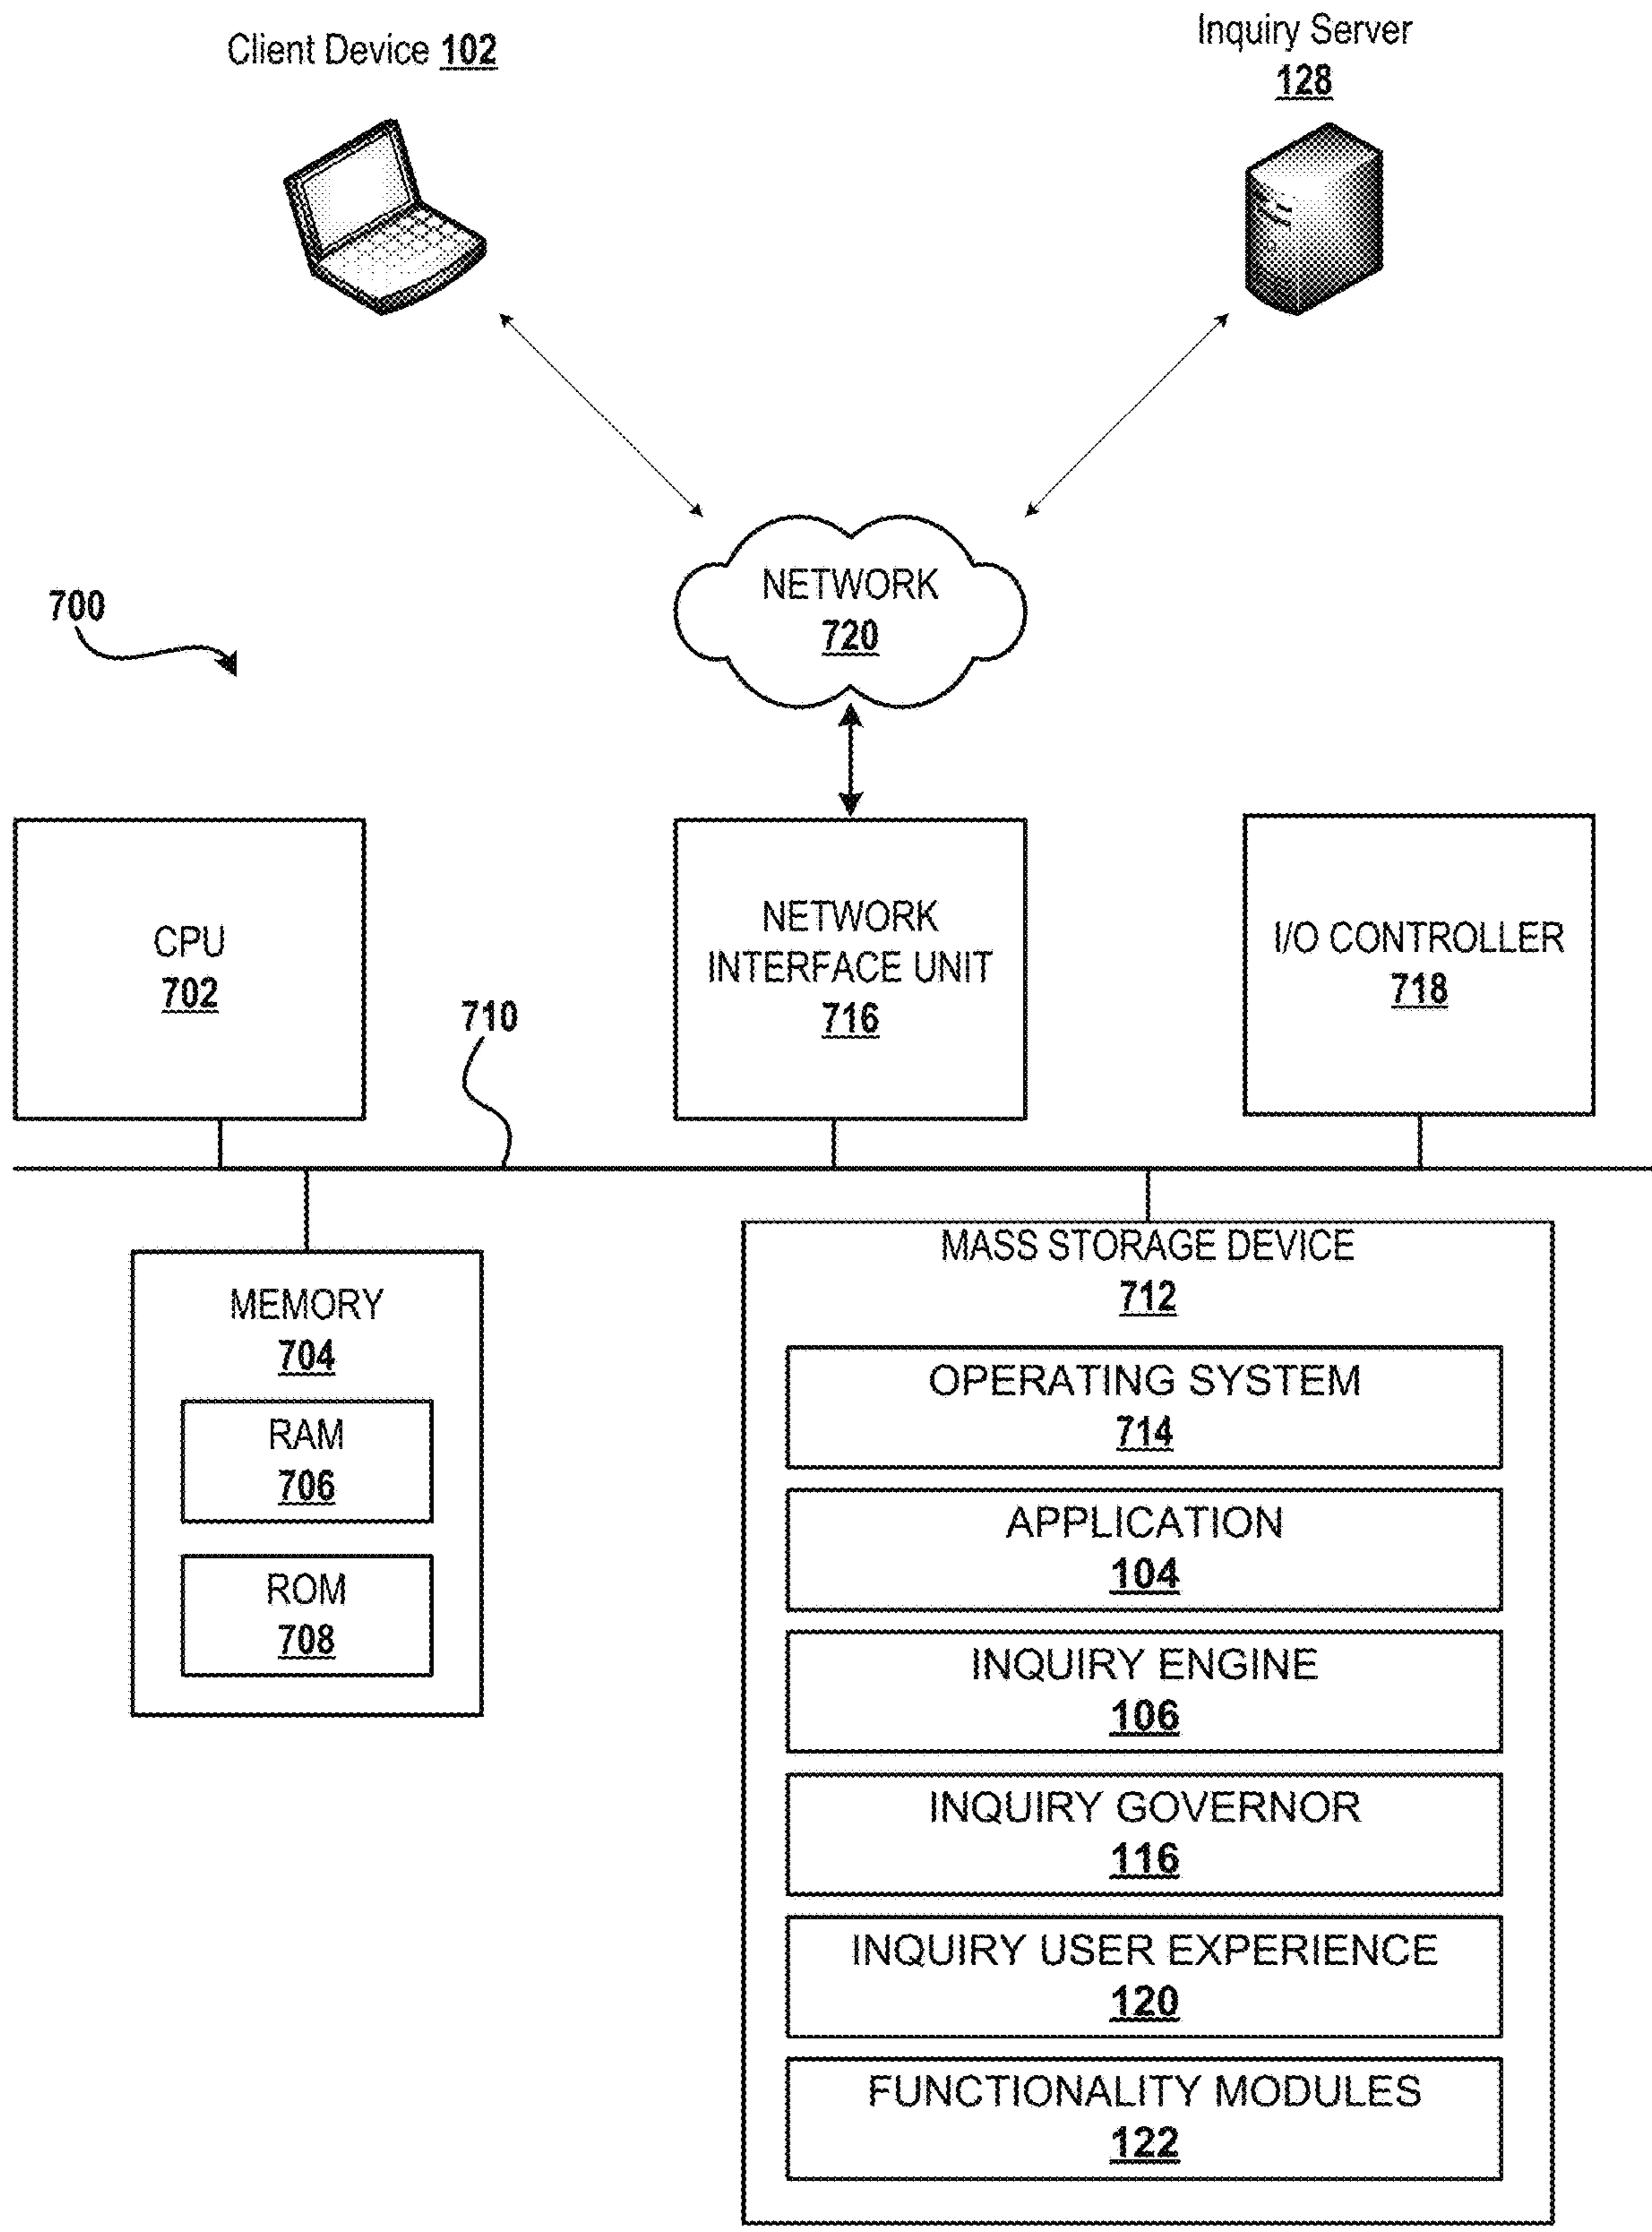 Client Device 102
Inquiry Server
128
NETWORK
720
700
CPU
702
NETWORK
INTERFACE UNIT
716
I/O CONTROLLER
718
710
MEMORY
704
RAM
706
ROM
708
MASS STORAGE DEVICE
712
OPERATING SYSTEM
714
APPLICATION
104
INQUIRY ENGINE
106
INQUIRY GOVERNOR
116
INQUIRY USER EXPERIENCE
120
FUNCTIONALITY MODULES
122